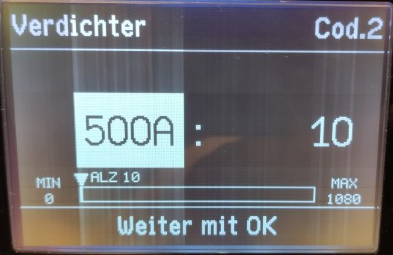 Verdichter Cod.2
500A : 10
ALZ 10
MIN MAX
0 1080
Weiter mit OK